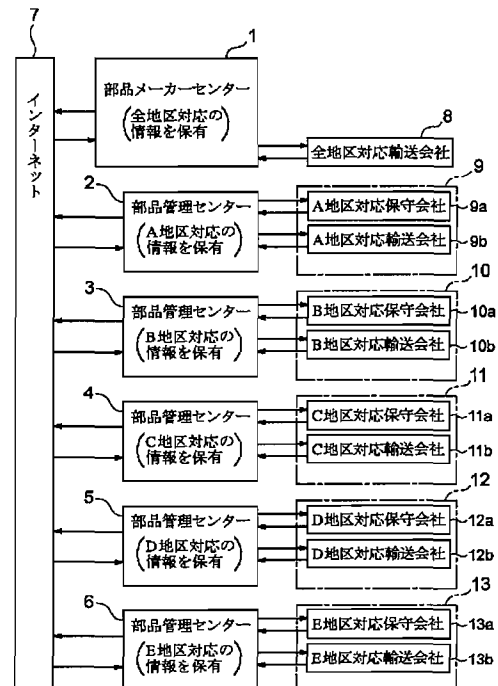 7
インターネット
1
部品メーカーセンター
(全地区対応の
情報を保有)
8
全地区対応輸送会社
2
部品管理センター
(A地区対応の
情報を保有)
9
A地区対応保守会社
9a
A地区対応輸送会社
9b
3
部品管理センター
(B地区対応の
情報を保有)
10
B地区対応保守会社
10a
B地区対応輸送会社
10b
4
部品管理センター
(C地区対応の
情報を保有)
11
C地区対応保守会社
11a
C地区対応輸送会社
11b
5
部品管理センター
(D地区対応の
情報を保有)
12
D地区対応保守会社
12a
D地区対応輸送会社
12b
6
部品管理センター
(E地区対応の
情報を保有)
13
E地区対応保守会社
13a
E地区対応輸送会社
13b